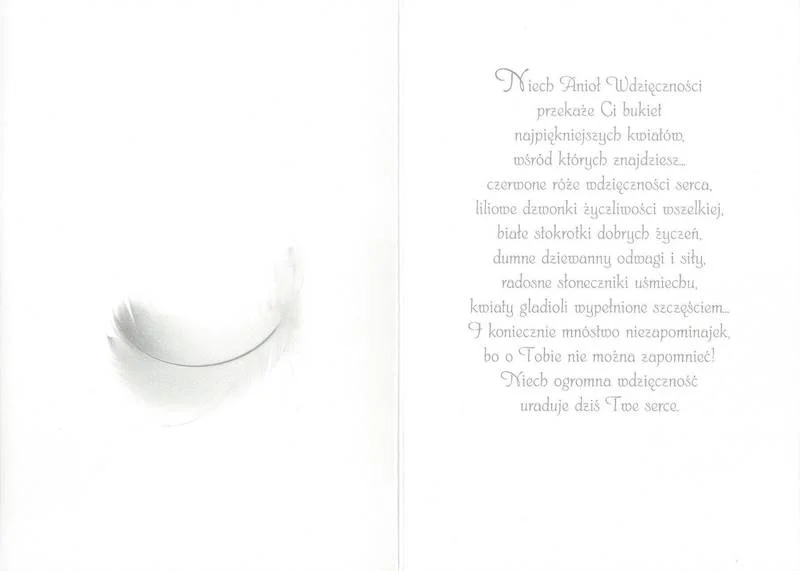 Niech Anioł Wdzięczności
przekaże Ci bukiet
najpiękniejszych kwiatów,
wśród których znajdziesz...
czerwone róże wdzięczności serca,
liliowe dzwonki życzliwości wszelkiej,
białe stokrotki dobrych życzeń,
dumne dziewanny odwagi i siły,
radosne słoneczniki uśmiechu,
kwiaty gladioli wypełnione szczęściem...
I koniecznie mnóstwo niezapominajek,
bo o Tobie nie można zapomnieć!
Niech ogromna wdzięczność
uraduje dziś Twe serce.